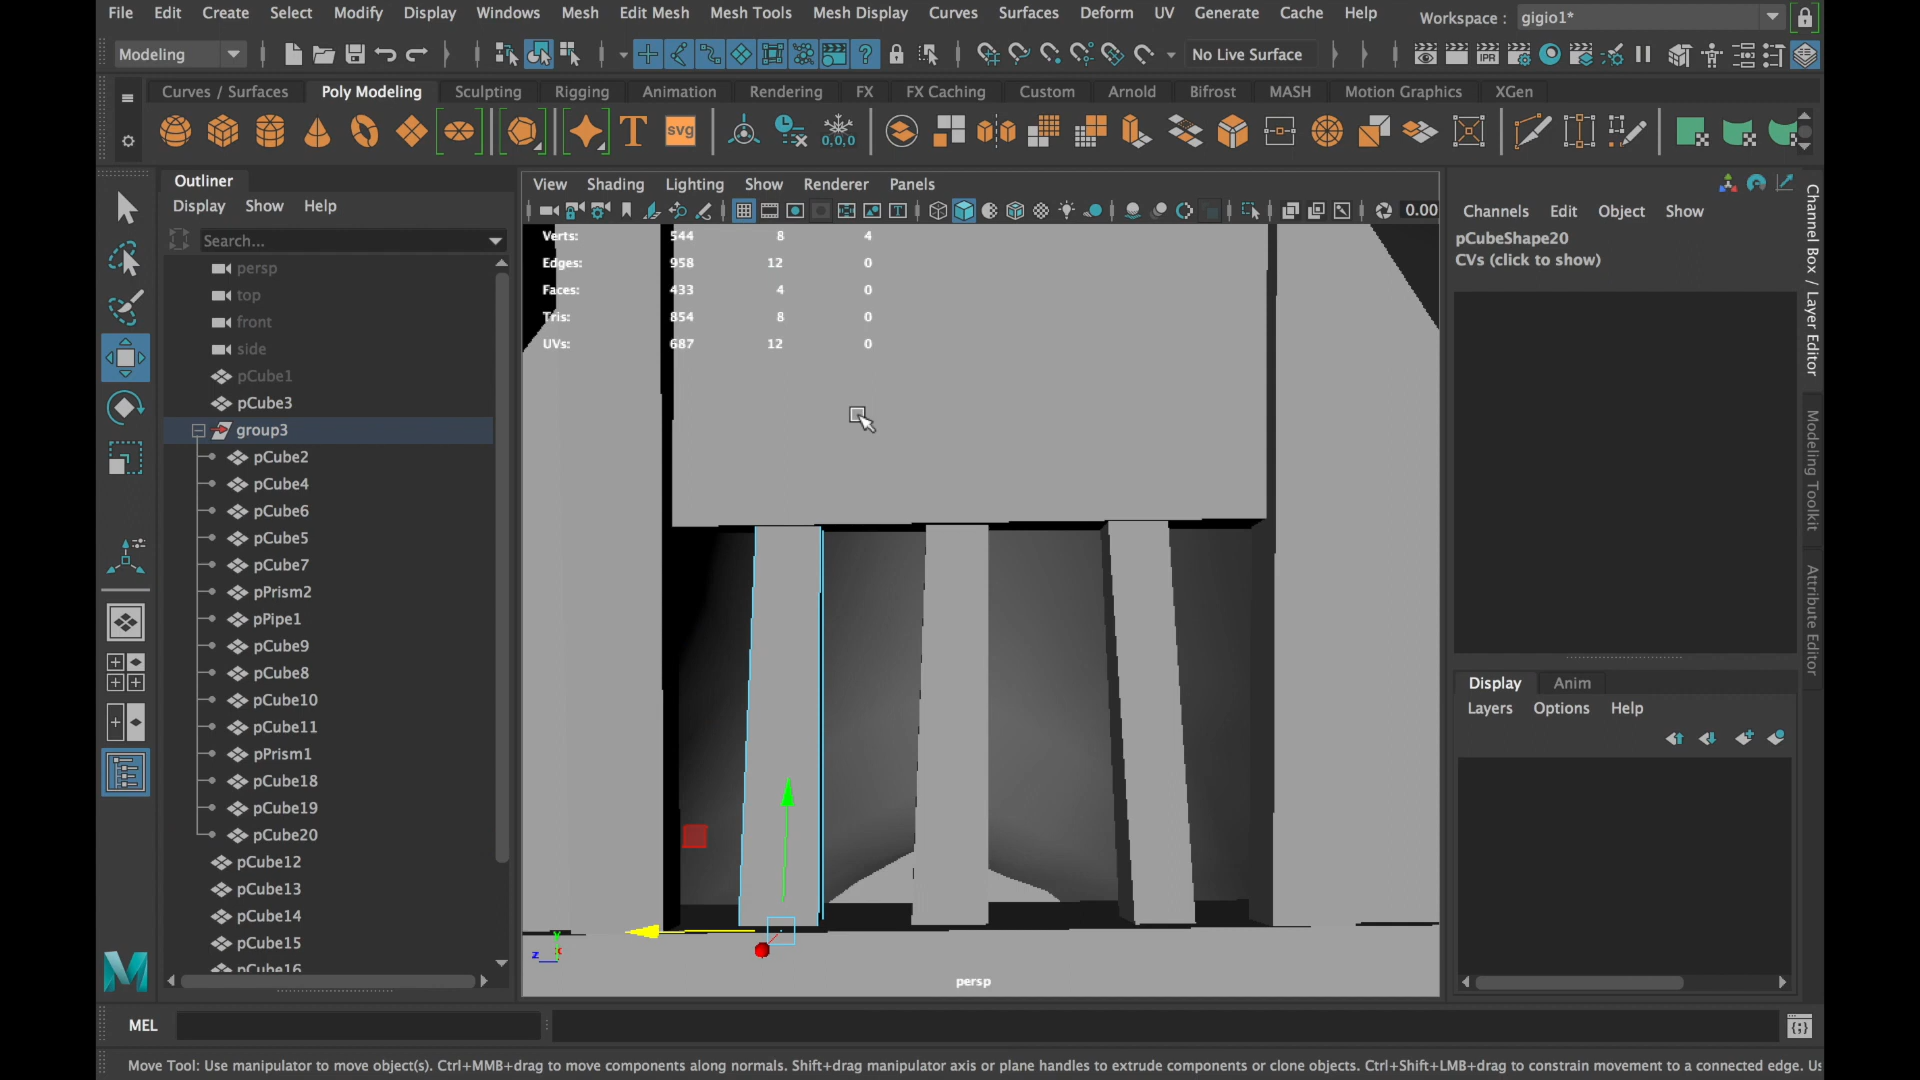 File Edit Create Select Modify Display Windows Mesh Edit Mesh Mesh Tools Mesh Display Curves Surfaces Deform UV Generate Cache Help Workspace : gigio1*
Modeling No Live Surface
Curves / Surfaces Poly Modeling Sculpting Rigging Animation Rendering FX FX Caching Custom Arnold Bifrost MASH Motion Graphics XGen
T svg 0,0,0
Outliner
Display Show Help
Search...
persp
top
front
side
pCube1
pCube3
group3
pCube2
pCube4
pCube6
pCube5
pCube7
pPrism2
pPipe1
pCube9
pCube8
pCube10
pCube11
pPrism1
pCube18
pCube19
pCube20
pCube12
pCube13
pCube14
pCube15
pCube16
View Shading Lighting Show Renderer Panels
0.00
Verts: 544 8 4
Edges: 958 12 0
Faces: 433 4 0
Tris: 854 8 0
UVs: 687 12 0
y
z x
persp
Channels Edit Object Show
pCubeShape20
CVs (click to show)
Channel Box / Layer Editor
Modeling Toolkit
Attribute Editor
Display Anim
Layers Options Help
MEL
Move Tool: Use manipulator to move object(s). Ctrl+MMB+drag to move components along normals. Shift+drag manipulator axis or plane handles to extrude components or clone objects. Ctrl+Shift+LMB+drag to constrain movement to a connected edge.